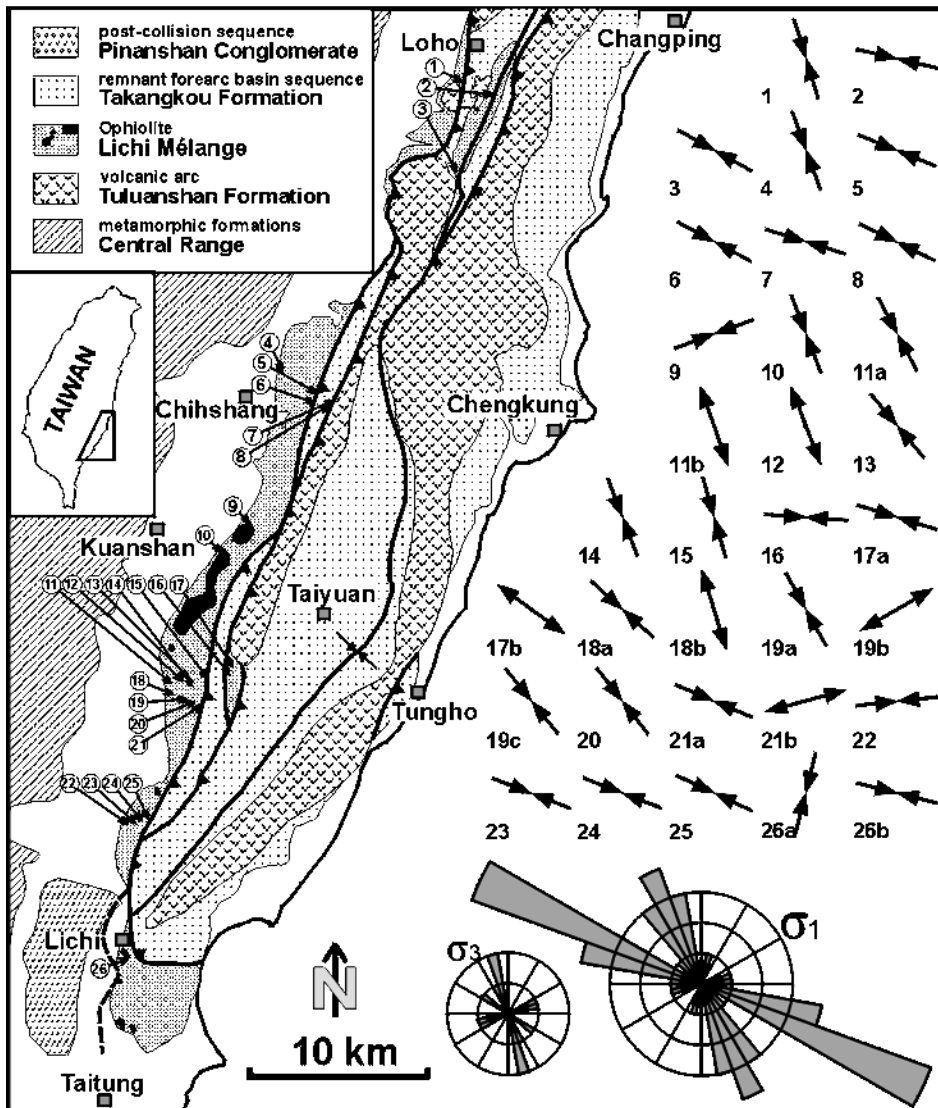 post-collision sequence
Pinanshan Conglomerate
remnant forearc basin sequence
Takangkou Formation
Ophiolite
Lichi Mélange
volcanic arc
Tuluanshan Formation
metamorphic formations
Central Range
TAIWAN
Loho
Changping
1
2
3
4
5
6
Chihshang
7
8
Chengkung
9
10
Kuanshan
11 12 13 14 15 16 17
Taiyuan
18
19
20
21
Tungho
22 23 24 25
Lichi
26
Taitung
N
10 km
1 2
3 4 5
6 7 8
9 10 11a
11b 12 13
14 15 16 17a
17b 18a 18b 19a 19b
19c 20 21a 21b 22
23 24 25 26a 26b
σ3
σ1